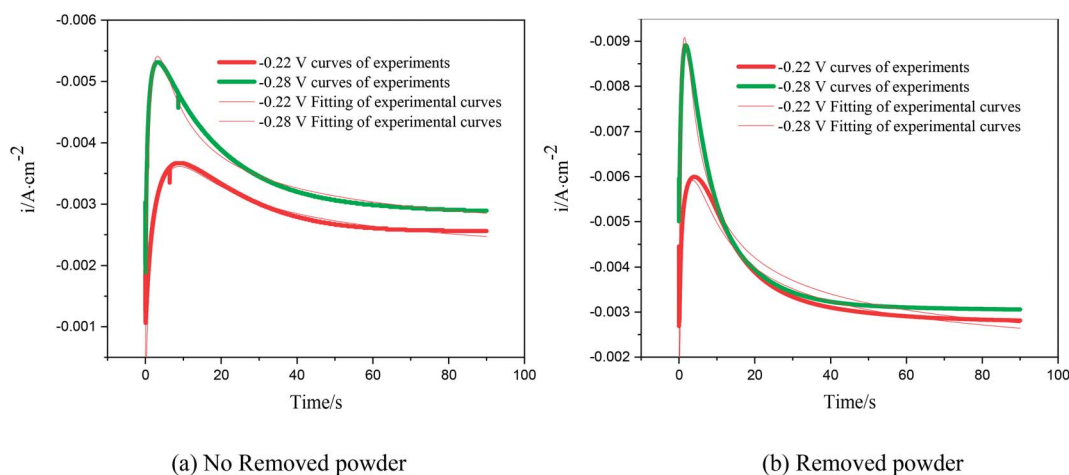 -0.006
-0.005
-0.004
-0.003
-0.002
-0.001
i/A·cm-2
-0.22 V curves of experiments
-0.28 V curves of experiments
-0.22 V Fitting of experimental curves
-0.28 V Fitting of experimental curves
0 20 40 60 80 100
Time/s
(a) No Removed powder
-0.009
-0.008
-0.007
-0.006
-0.005
-0.004
-0.003
-0.002
i/A·cm-2
-0.22 V curves of experiments
-0.28 V curves of experiments
-0.22 V Fitting of experimental curves
-0.28 V Fitting of experimental curves
0 20 40 60 80 100
Time/s
(b) Removed powder